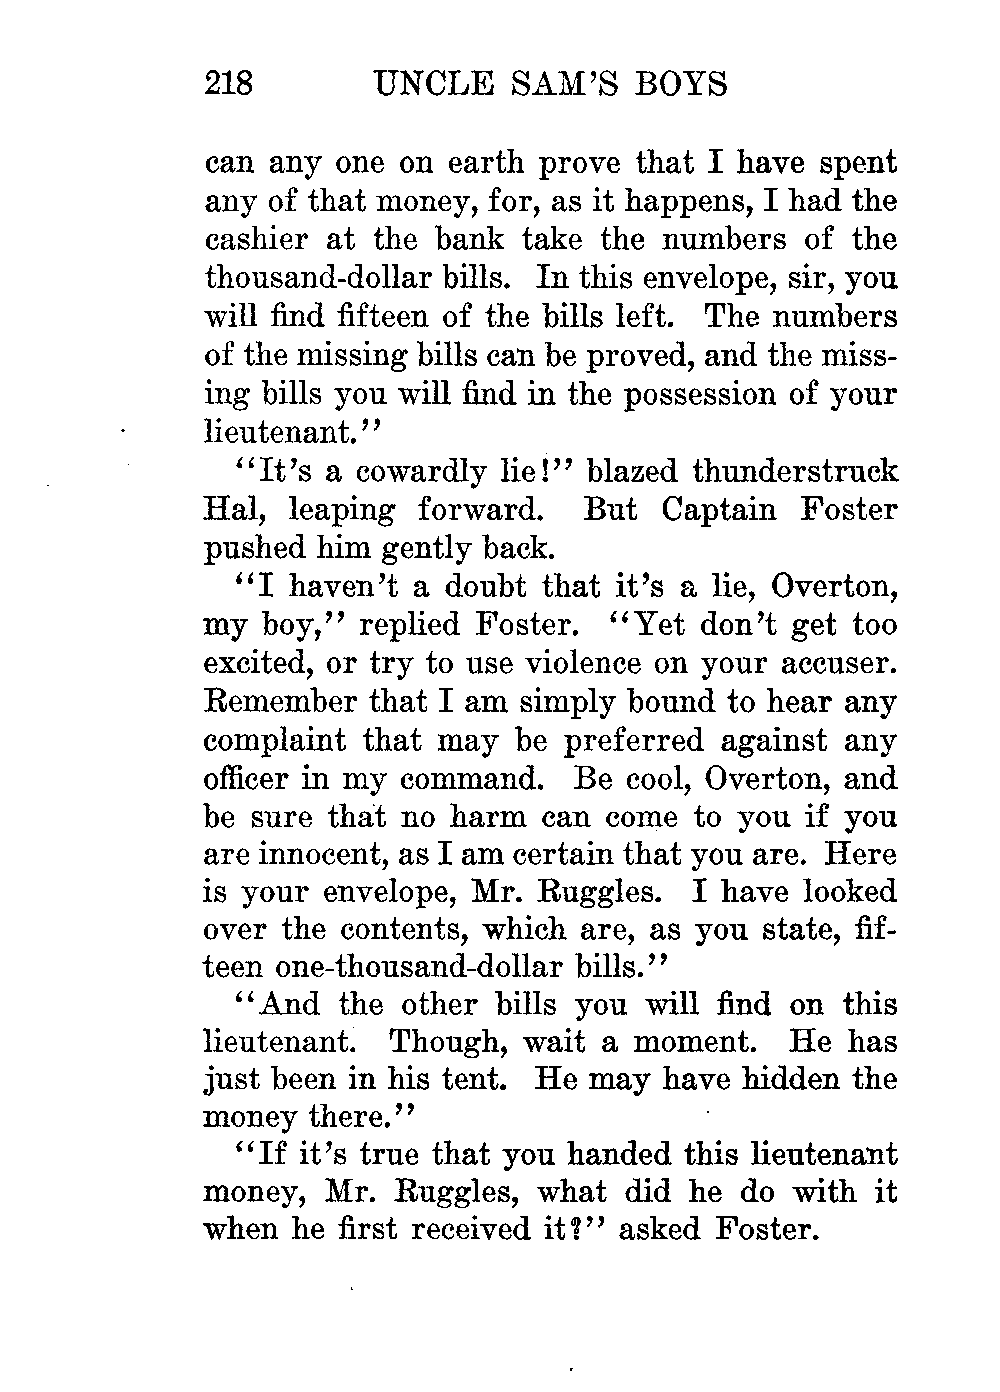 218 UNCLE SAM'S BOYS
can any one on earth prove that I have spent
any of that money, for, as it happens, I had the
cashier at the bank take the numbers of the
thousand-dollar bills. In this envelope, sir, you
will find fifteen of the bills left. The numbers
of the missing bills can be proved, and the miss-
ing bills you will find in the possession of your
lieutenant."
"It's a cowardly lie!" blazed thunderstruck
Hal, leaping forward. But Captain Foster
pushed him gently back.
"I haven't a doubt that it's a lie, Overton,
my boy," replied Foster. "Yet don't get too
excited, or try to use violence on your accuser.
Remember that I am simply bound to hear any
complaint that may be preferred against any
officer in my command. Be cool, Overton, and
be sure that no harm can come to you if you
are innocent, as I am certain that you are. Here
is your envelope, Mr. Ruggles. I have looked
over the contents, which are, as you state, fif-
teen one-thousand-dollar bills."
"And the other bills you will find on this
lieutenant. Though, wait a moment. He has
just been in his tent. He may have hidden the
money there."
"If it's true that you handed this lieutenant
money, Mr. Ruggles, what did he do with it
when he first received it?" asked Foster.